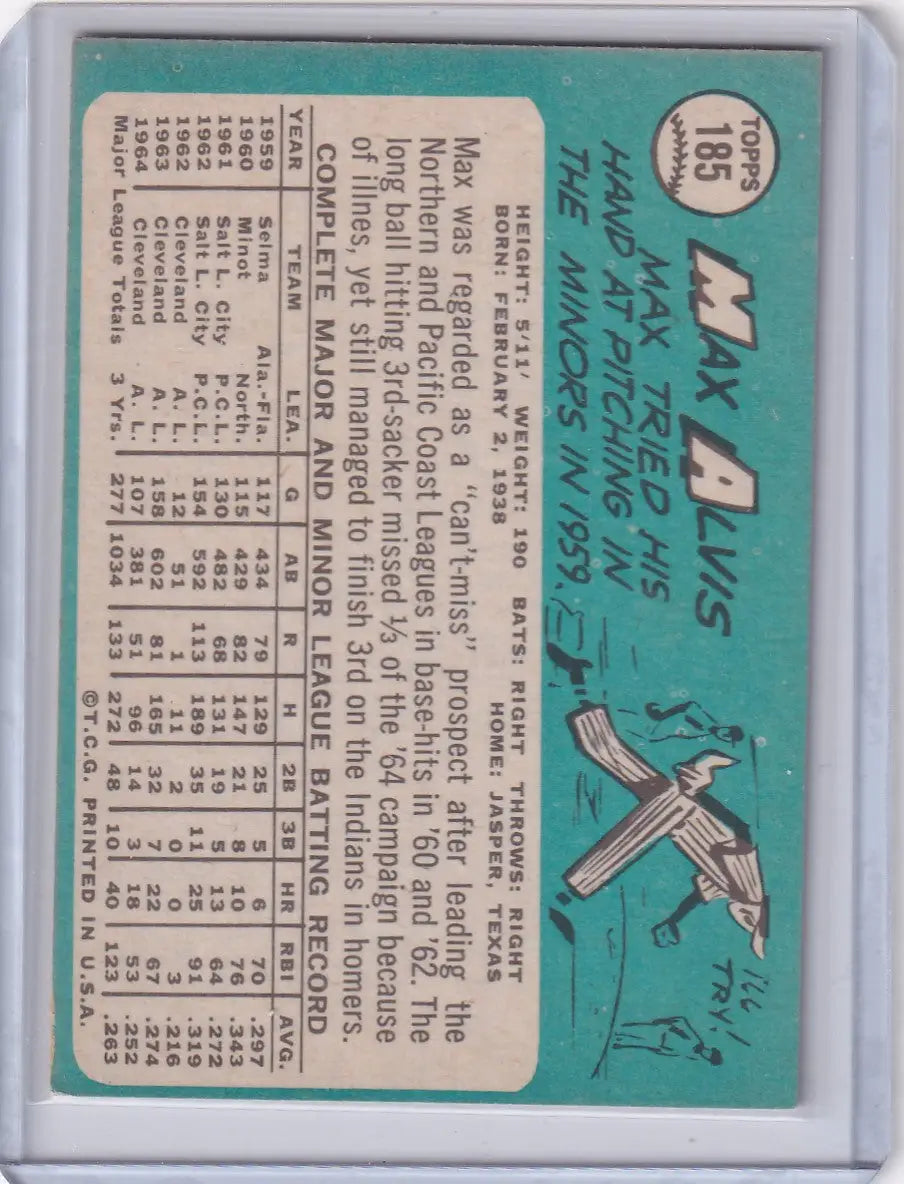 TOPPS
185
MAX ALVIS
MAX TRIED HIS
HAND AT PITCHING IN
THE MINORS IN 1959.
I'LL
TRY!
HEIGHT: 5'11' WEIGHT: 190 BATS: RIGHT THROWS: RIGHT
BORN: FEBRUARY 2, 1938 HOME: JASPER, TEXAS
Max was regarded as a "can't-miss" prospect after leading the
Northern and Pacific Coast Leagues in base-hits in '60 and '62. The
long ball hitting 3rd-sacker missed ⅓ of the '64 campaign because
of illnes, yet still managed to finish 3rd on the Indians in homers.
COMPLETE MAJOR AND MINOR LEAGUE BATTING RECORD
YEAR TEAM LEA. G AB R H 2B 3B HR RBI AVG.
1959 Selma Ala.-Fla. 117 434 79 129 25 5 6 70 .297
1960 Minot North. 115 429 82 147 21 8 10 76 .343
1961 Salt L. City P.C.L. 130 482 68 131 19 5 13 64 .272
1962 Salt L. City P.C.L. 154 592 113 189 35 11 25 91 .319
1962 Cleveland A. L. 12 51 1 11 2 0 0 3 .216
1963 Cleveland A. L. 158 602 81 165 32 7 22 67 .274
1964 Cleveland A. L. 107 381 51 96 14 3 18 53 .252
Major League Totals 3 Yrs. 277 1034 133 272 48 10 40 123 .263
©T.C.G. PRINTED IN U.S.A.